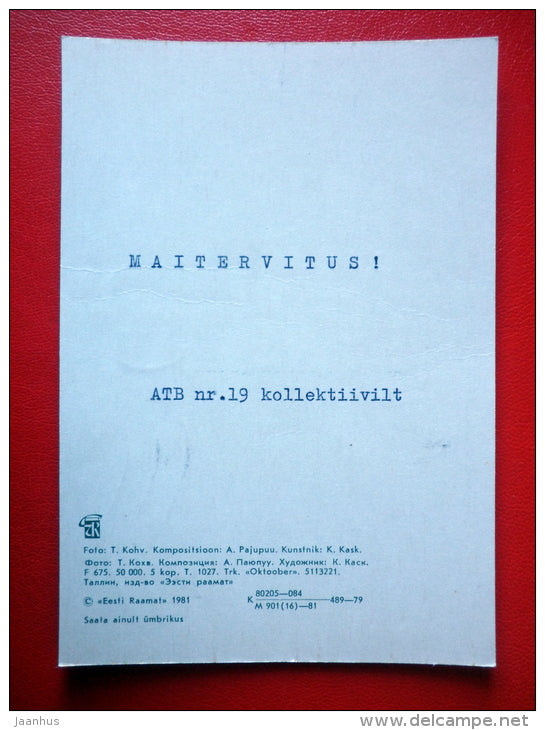 MAITERVITUS!
ATB nr.19 kollektiivilt
Foto: T. Kohv. Kompositsioon: A. Pajupuu. Kunstnik: K. Kask.
Фото: Т. Кохв. Композиция: А. Паюпуу. Художник: К. Каск.
F 675. 50 000. 5 kop. T. 1027. Trk. «Oktoober». 5113221.
Таллин, изд-во «Ээсти раамат»
© «Eesti Raamat» 1981
К 80205—084 / М 901(16)—81 489—79
Saata ainult ümbrikus
Jaanhus
www.delcampe.net